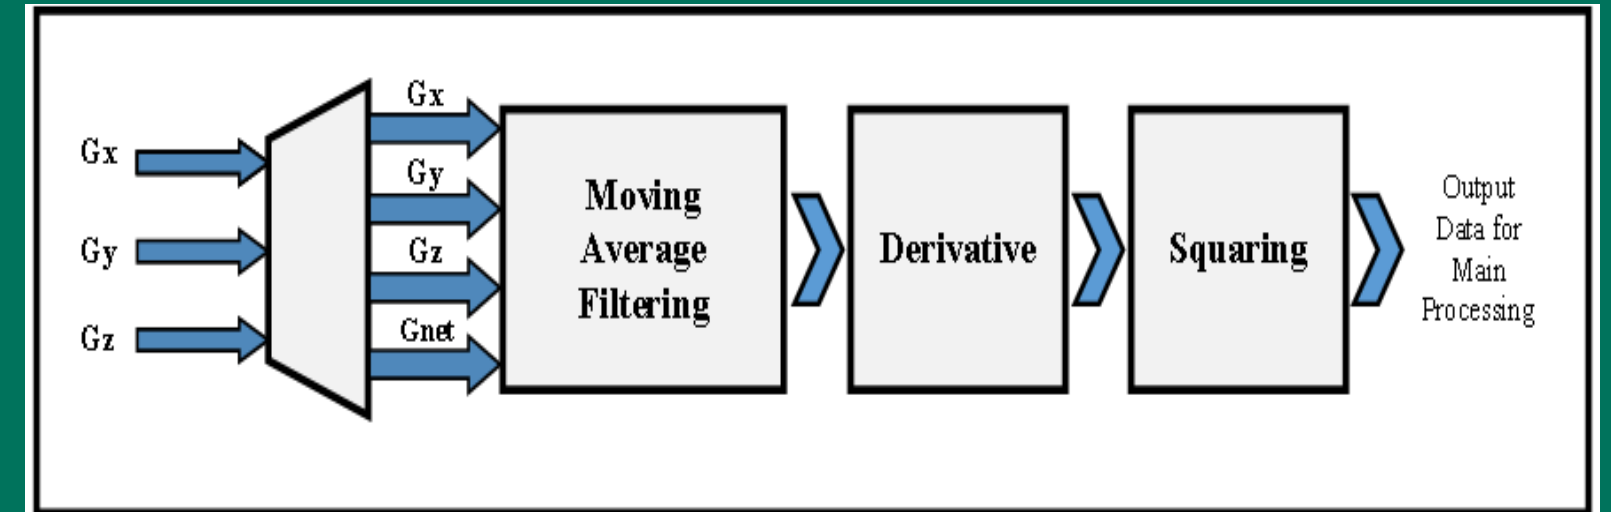 Gx
Gy
Gz
Gx
Gy
Gz
Gnet
Moving
Average
Filtering
Derivative
Squaring
Output
Data for
Main
Processing